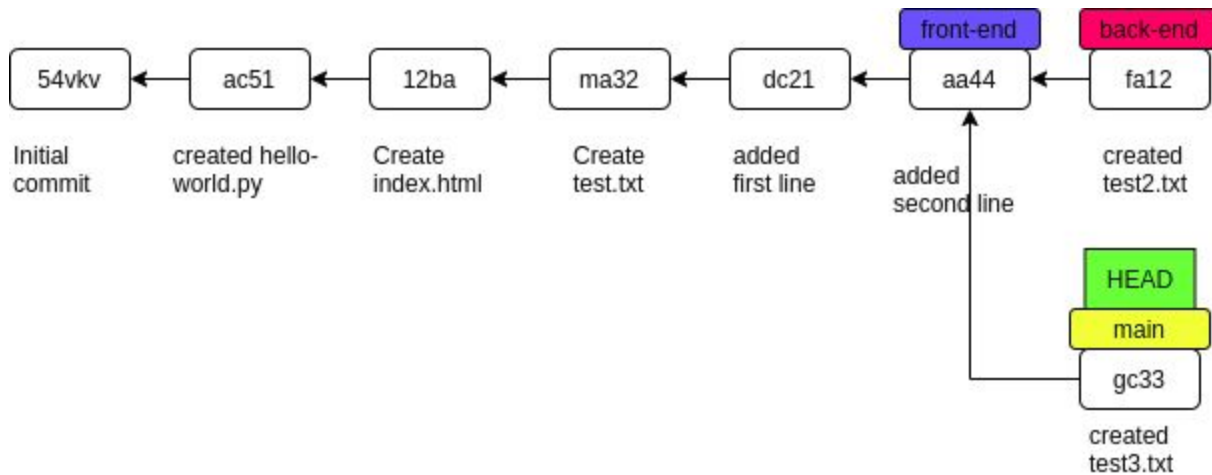 front-end
back-end
54vkv
ac51
12ba
ma32
dc21
aa44
fa12
Initial
commit
created hello-
world.py
Create
index.html
Create
test.txt
added
first line
added
second line
created
test2.txt
HEAD
main
gc33
created
test3.txt